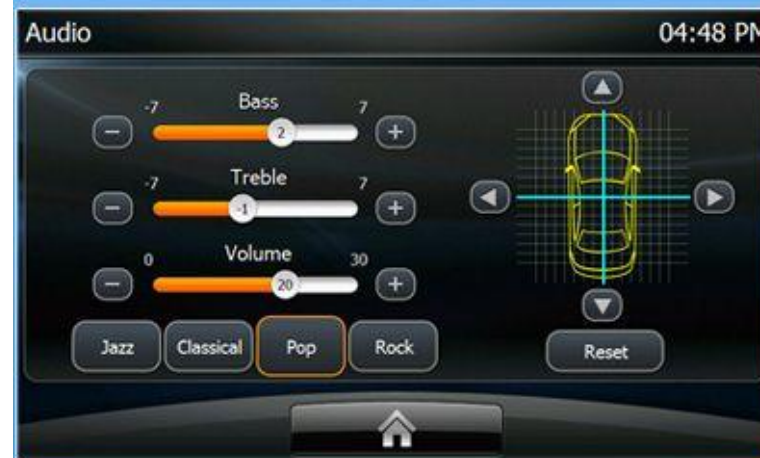 Audio 04:48 PM
-7 Bass 7
2
-7 Treble 7
-1
0 Volume 30
20
Jazz Classical Pop Rock Reset